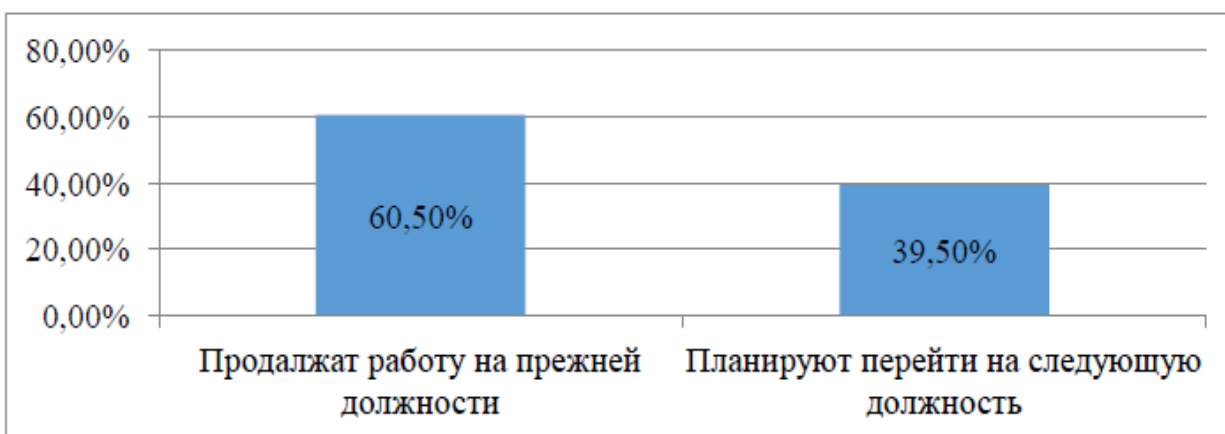 80,00%
60,00%
40,00%
20,00%
0,00%
60,50%
39,50%
Продалжат работу на прежней
должности
Планируют перейти на следующую
должность